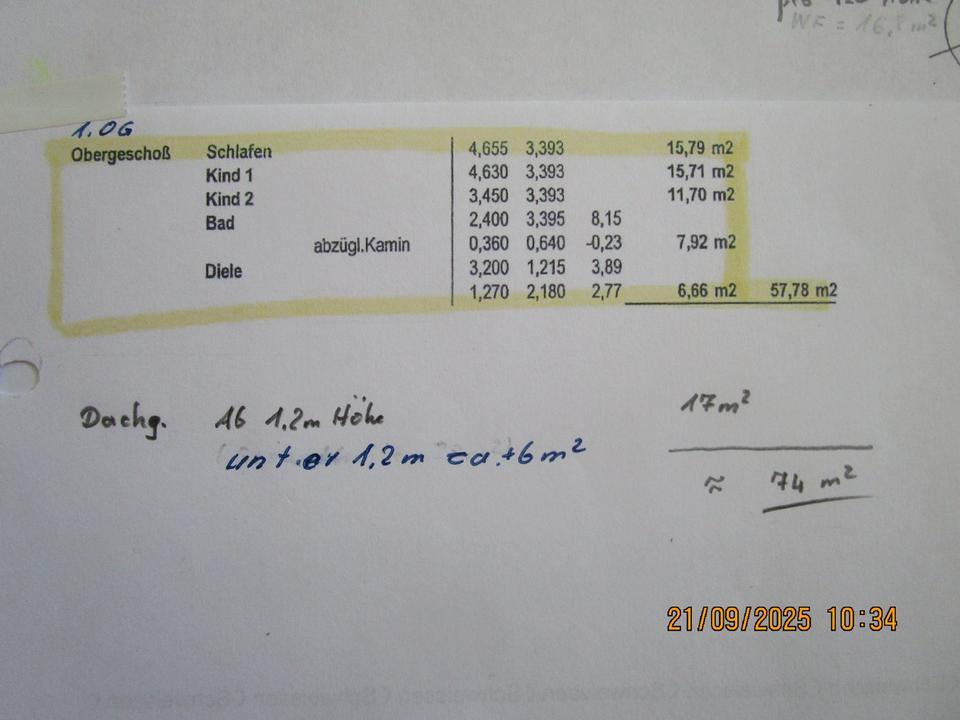 WF = 16,8 m²
1. OG
Obergeschoß Schlafen 4,655 3,393 15,79 m2
Kind 1 4,630 3,393 15,71 m2
Kind 2 3,450 3,393 11,70 m2
Bad 2,400 3,395 8,15
abzügl.Kamin 0,360 0,640 -0,23 7,92 m2
Diele 3,200 1,215 3,89
1,270 2,180 2,77 6,66 m2 57,78 m2
Dachg. Ab 1,2m Höhe 17m²
unter 1,2m ca.+6m²
≈ 74 m²
21/09/2025 10:34